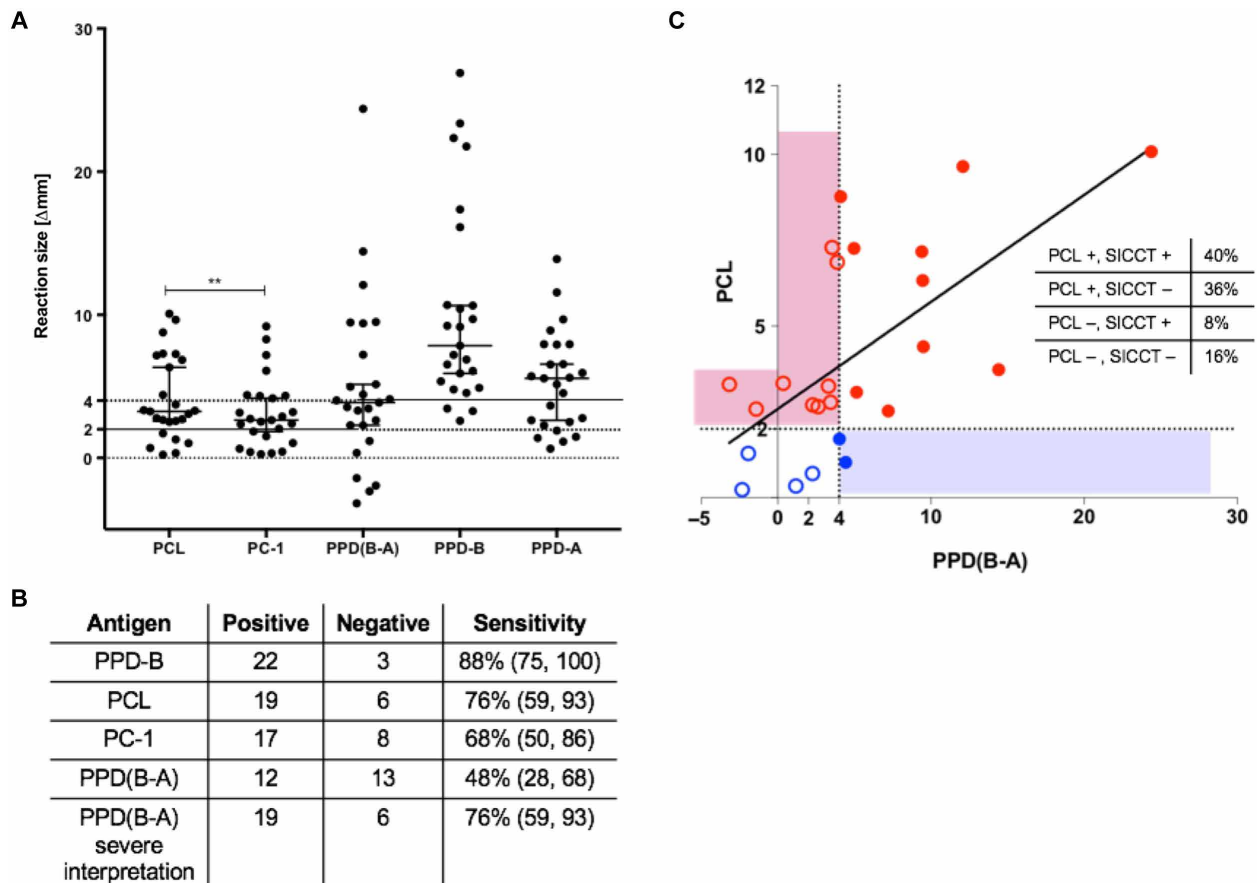 A
Reaction size [Δmm]
30
20
10
4
2
0
**
PCL PC-1 PPD(B-A) PPD-B PPD-A
B
Antigen Positive Negative Sensitivity
PPD-B 22 3 88% (75, 100)
PCL 19 6 76% (59, 93)
PC-1 17 8 68% (50, 86)
PPD(B-A) 12 13 48% (28, 68)
PPD(B-A) 19 6 76% (59, 93)
severe
interpretation
C
PCL
12
10
5
2
–5 0 2 4 10 20 30
PPD(B-A)
PCL +, SICCT + 40%
PCL +, SICCT – 36%
PCL –, SICCT + 8%
PCL –, SICCT – 16%